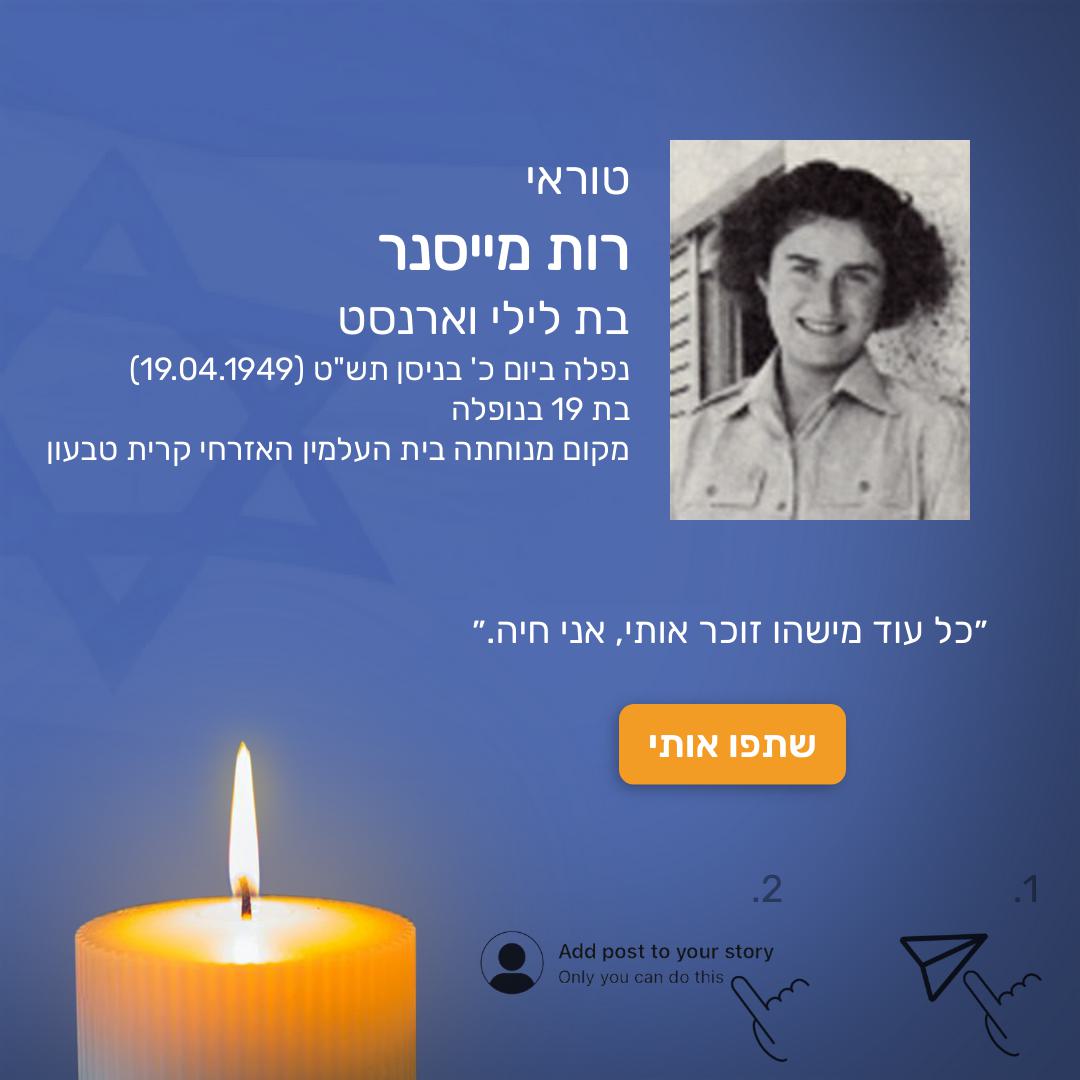 טוראי
רות מייסנר
בת לילי וארנסט
נפלה ביום כ' בניסן תש"ט (19.04.1949)
בת 19 בנופלה
מקום מנוחתה בית העלמין האזרחי קרית טבעון
״כל עוד מישהו זוכר אותי, אני חיה.״
שתפו אותי
1.
2.
Add post to your story
Only you can do this